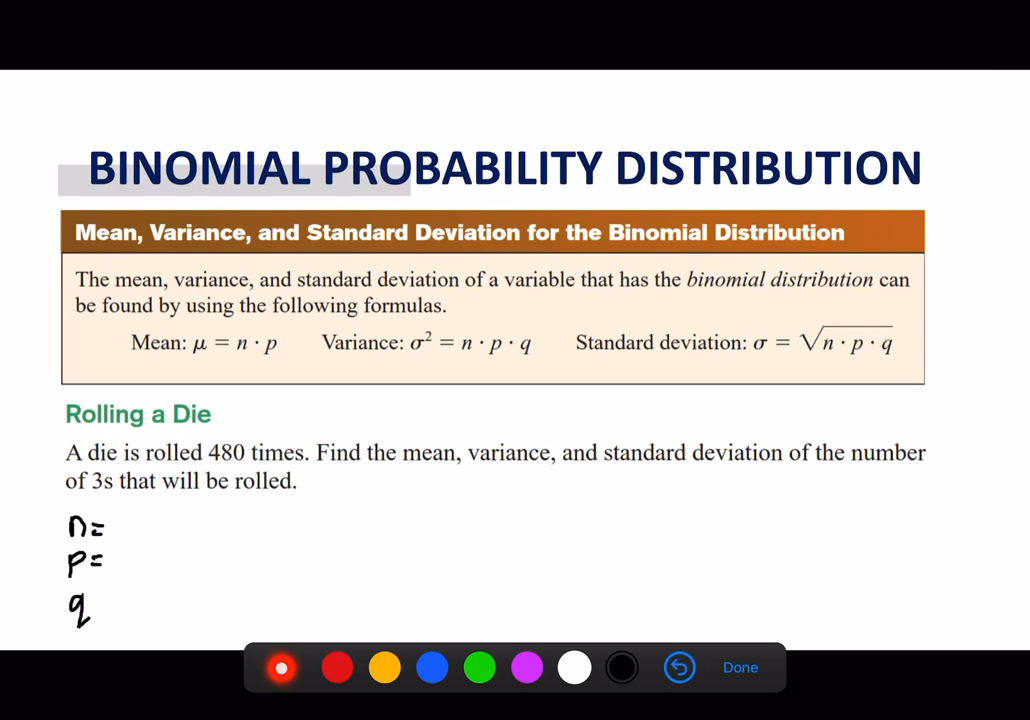 BINOMIAL PROBABILITY DISTRIBUTION
Mean, Variance, and Standard Deviation for the Binomial Distribution
The mean, variance, and standard deviation of a variable that has the binomial distribution can
be found by using the following formulas.
Mean: μ = n · p Variance: σ² = n · p · q Standard deviation: σ = √n · p · q
Rolling a Die
A die is rolled 480 times. Find the mean, variance, and standard deviation of the number
of 3s that will be rolled.
n=
p=
q
Done